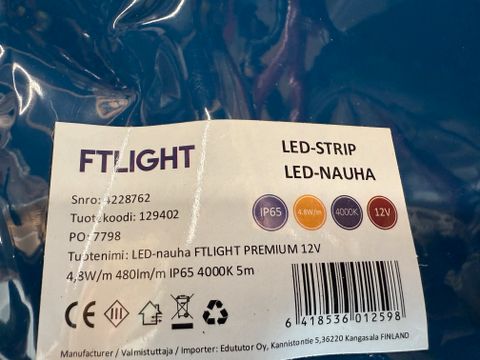 FTLIGHT
LED-STRIP
LED-NAUHA
Snro: 4228762
Tuotekoodi: 129402
PO: 7798
IP65 4.8W/m 4000K 12V
Tuotenimi: LED-nauha FTLIGHT PREMIUM 12V
4,8W/m 480lm/m IP65 4000K 5m
CE III
6 418536 012598
Manufacturer / Valmistuttaja / Importer: Edututor Oy, Kannistontie 5,36220 Kangasala FINLAND